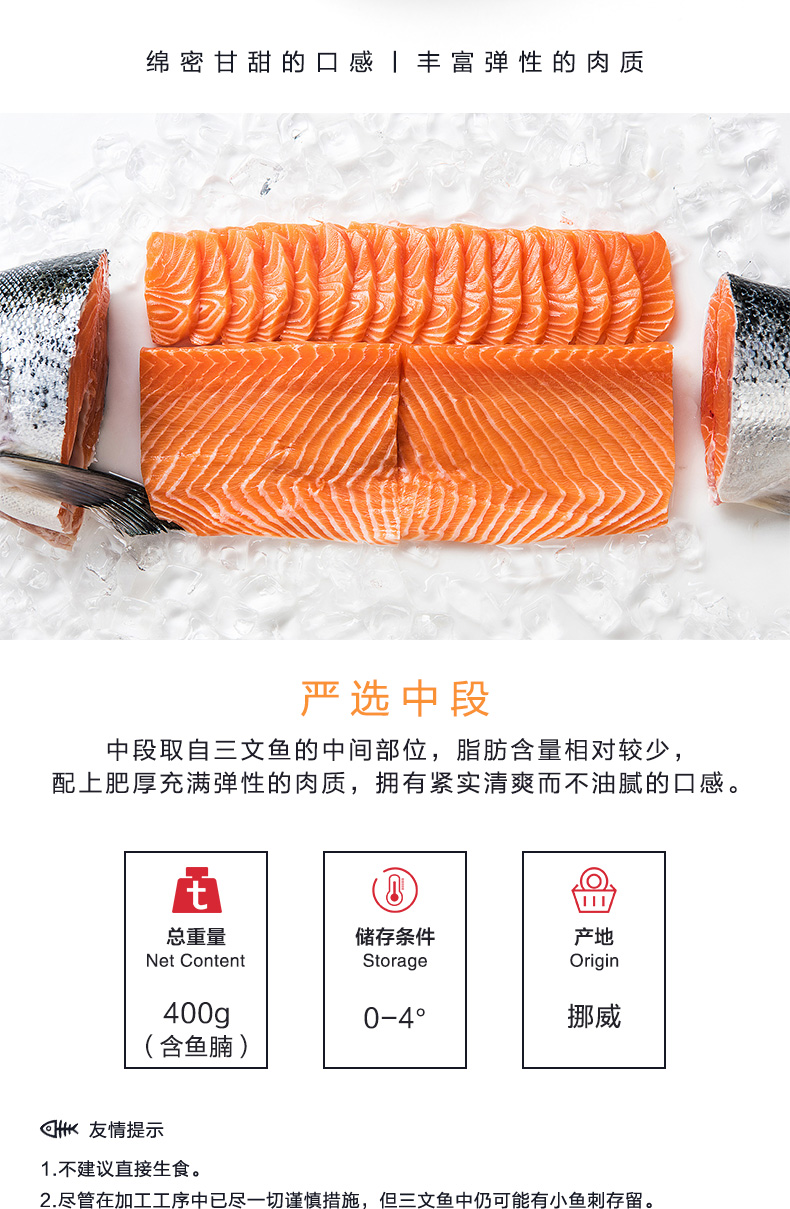 绵密甘甜的口感丨丰富弹性的肉质
严选中段
中段取自三文鱼的中间部位，脂肪含量相对较少，
配上肥厚充满弹性的肉质，拥有紧实清爽而不油腻的口感。
t
总重量
Net Content
400g
（含鱼腩）
储存条件
Storage
0-4°
产地
Origin
挪威
友情提示
1.不建议直接生食。
2.尽管在加工工序中已尽一切谨慎措施，但三文鱼中仍可能有小鱼刺存留。